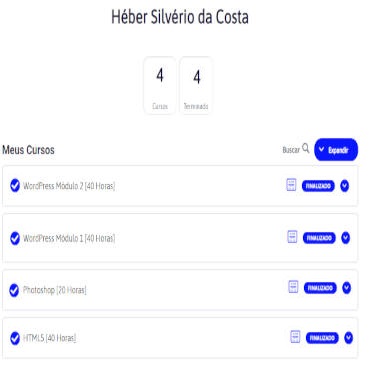 Héber Silvério da Costa
4 4
Cursos Terminado
Meus Cursos Buscar Expandir
WordPress Módulo 2 [40 Horas] FINALIZADO
WordPress Módulo 1 [40 Horas] FINALIZADO
Photoshop [20 Horas] FINALIZADO
HTML5 [40 Horas] FINALIZADO